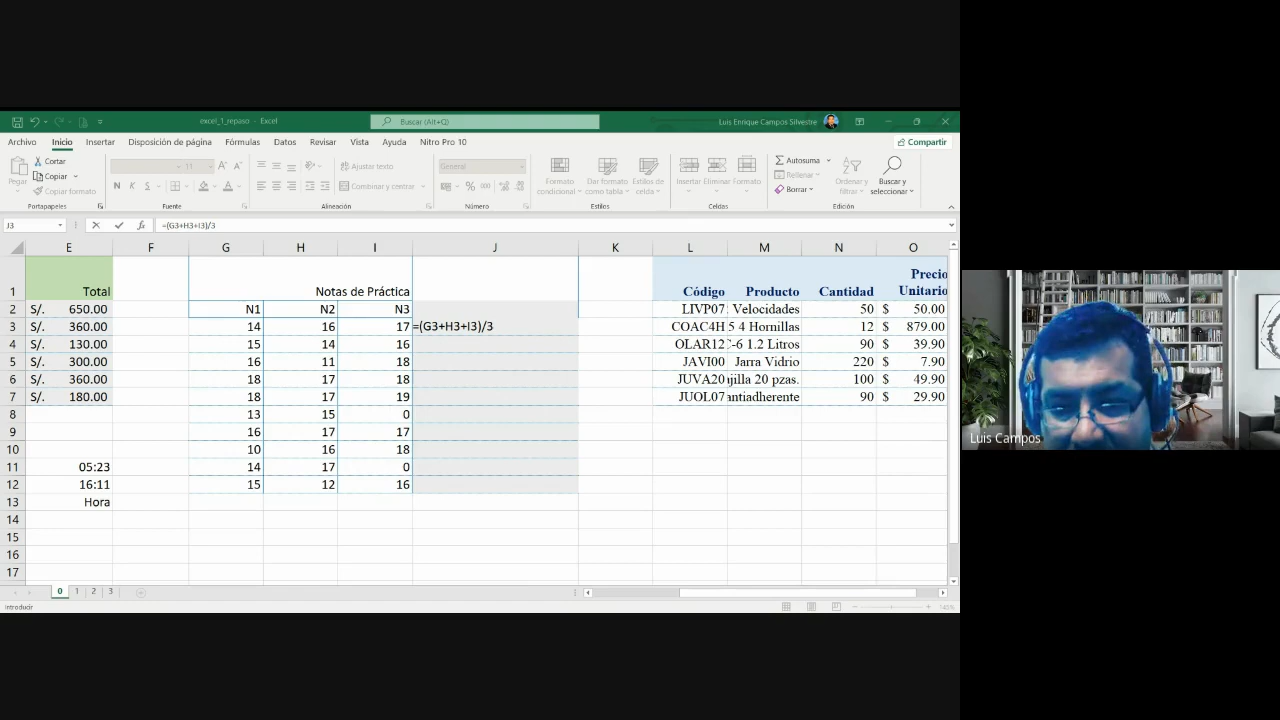 excel_1_repaso - Excel
Buscar (Alt+Q)
Luis Enrique Campos Silvestre
Archivo Inicio Insertar Disposición de página Fórmulas Datos Revisar Vista Ayuda Nitro Pro 10 Compartir
Pegar
Cortar
Copiar
Copiar formato
Portapapeles
11
N K S
Fuente
Ajustar texto
Combinar y centrar
Alineación
General
Número
Formato condicional
Dar formato como tabla
Estilos de celda
Estilos
Insertar Eliminar Formato
Celdas
Autosuma
Rellenar
Borrar
Ordenar y filtrar
Buscar y seleccionar
Edición
J3 =(G3+H3+I3)/3
E F G H I J K L M N O
1 Total Notas de Práctica Código Producto Cantidad Precio Unitario
2 S/. 650.00 N1 N2 N3 LIVP07 Velocidades 50 $ 50.00
3 S/. 360.00 14 16 17 =(G3+H3+I3)/3 COAC4H 5 4 Hornillas 12 $ 879.00
4 S/. 130.00 15 14 16 OLAR12 -6 1.2 Litros 90 $ 39.90
5 S/. 300.00 16 11 18 JAVI00 Jarra Vidrio 220 $ 7.90
6 S/. 360.00 18 17 18 JUVA20 jilla 20 pzas. 100 $ 49.90
7 S/. 180.00 18 17 19 JUOL07 antiadherente 90 $ 29.90
8 13 15 0
9 16 17 17
10 10 16 18
11 05:23 14 17 0
12 16:11 15 12 16
13 Hora
14
15
16
17
0 1 2 3
Introducir
Luis Campos